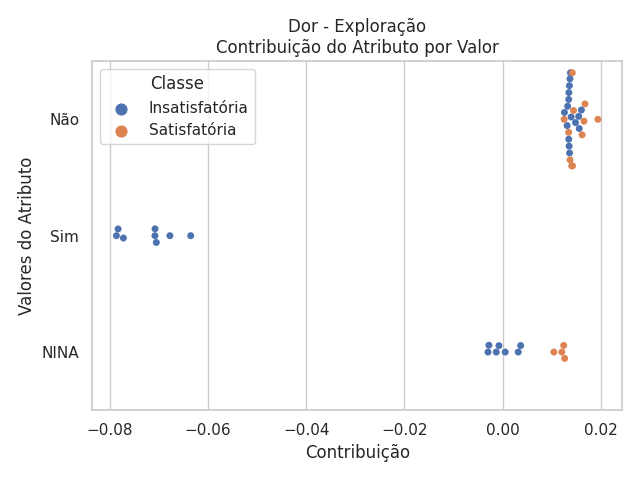 Dor - Exploração
Contribuição do Atributo por Valor
Classe
Insatisfatória
Satisfatória
Valores do Atributo
Não
Sim
NINA
−0.08
−0.06
−0.04
−0.02
0.00
0.02
Contribuição